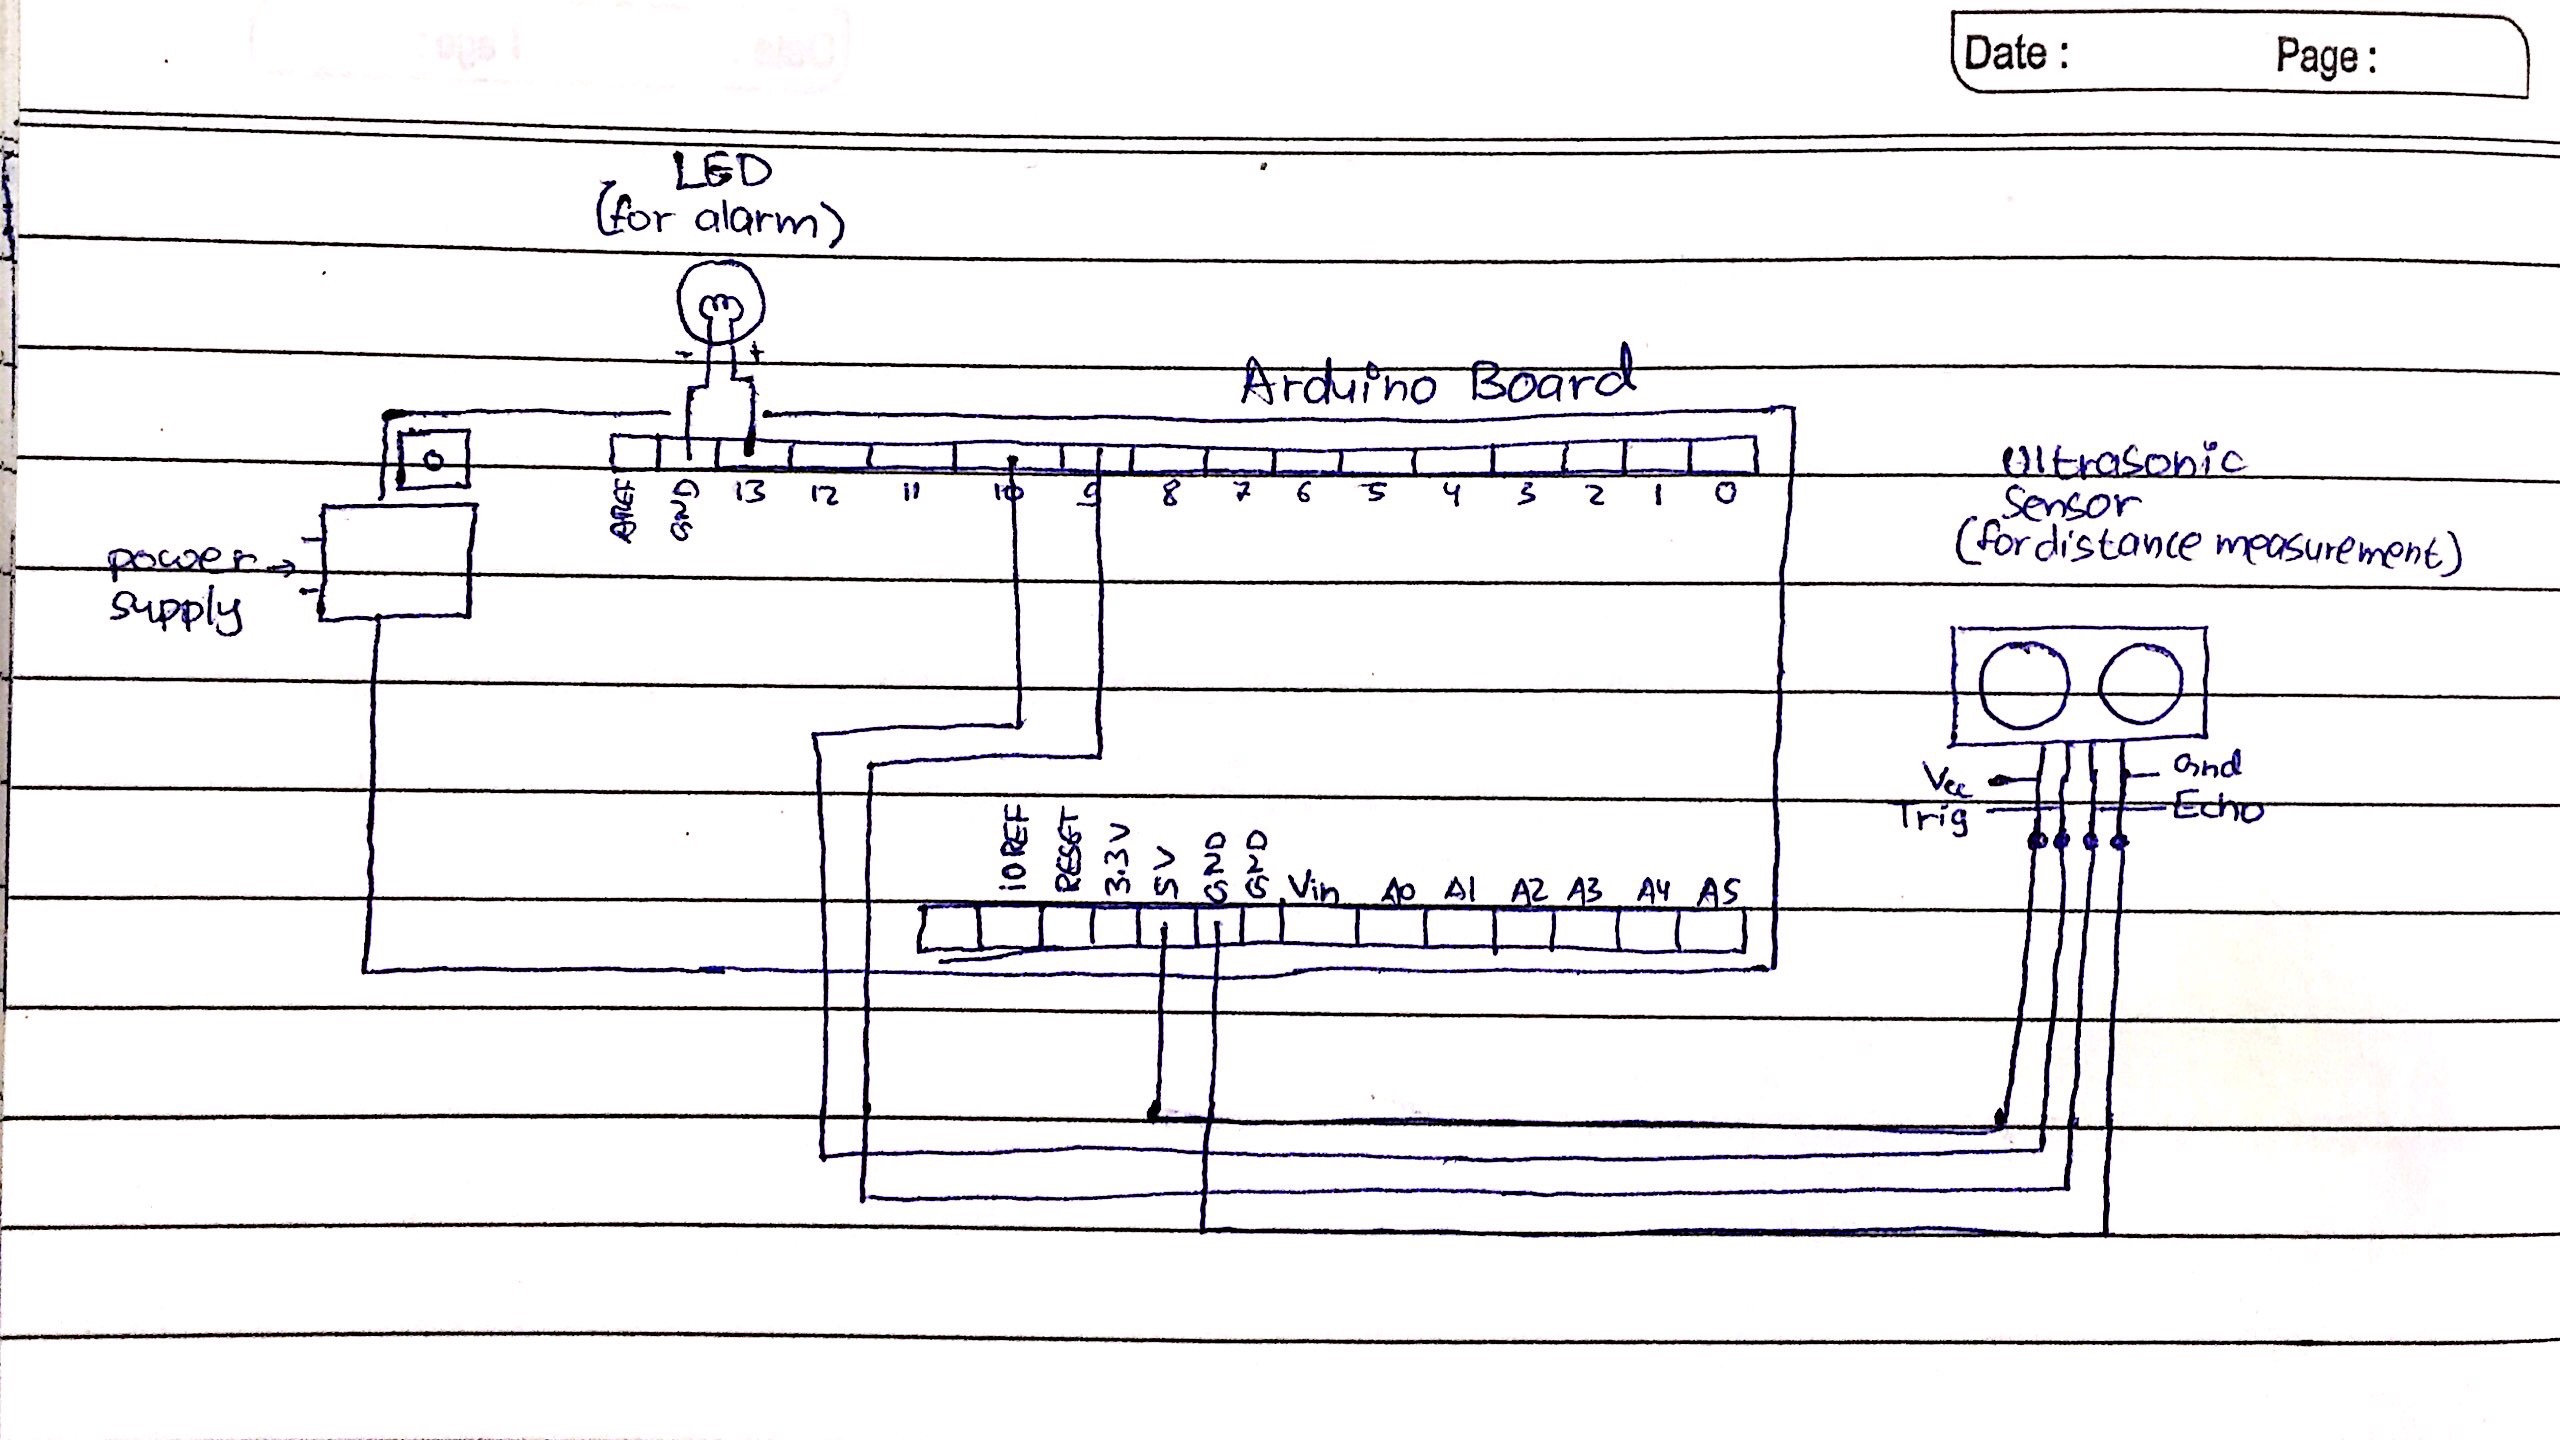 Date : Page :
LED
(for alarm)
Arduino Board
AREF GND 13 12 11 10 9 8 7 6 5 4 3 2 1 0
Ultrasonic
Sensor
(for distance measurement)
power
supply
Vcc Gnd
Trig Echo
iOREF RESET 3.3V 5V GND GND Vin A0 A1 A2 A3 A4 A5